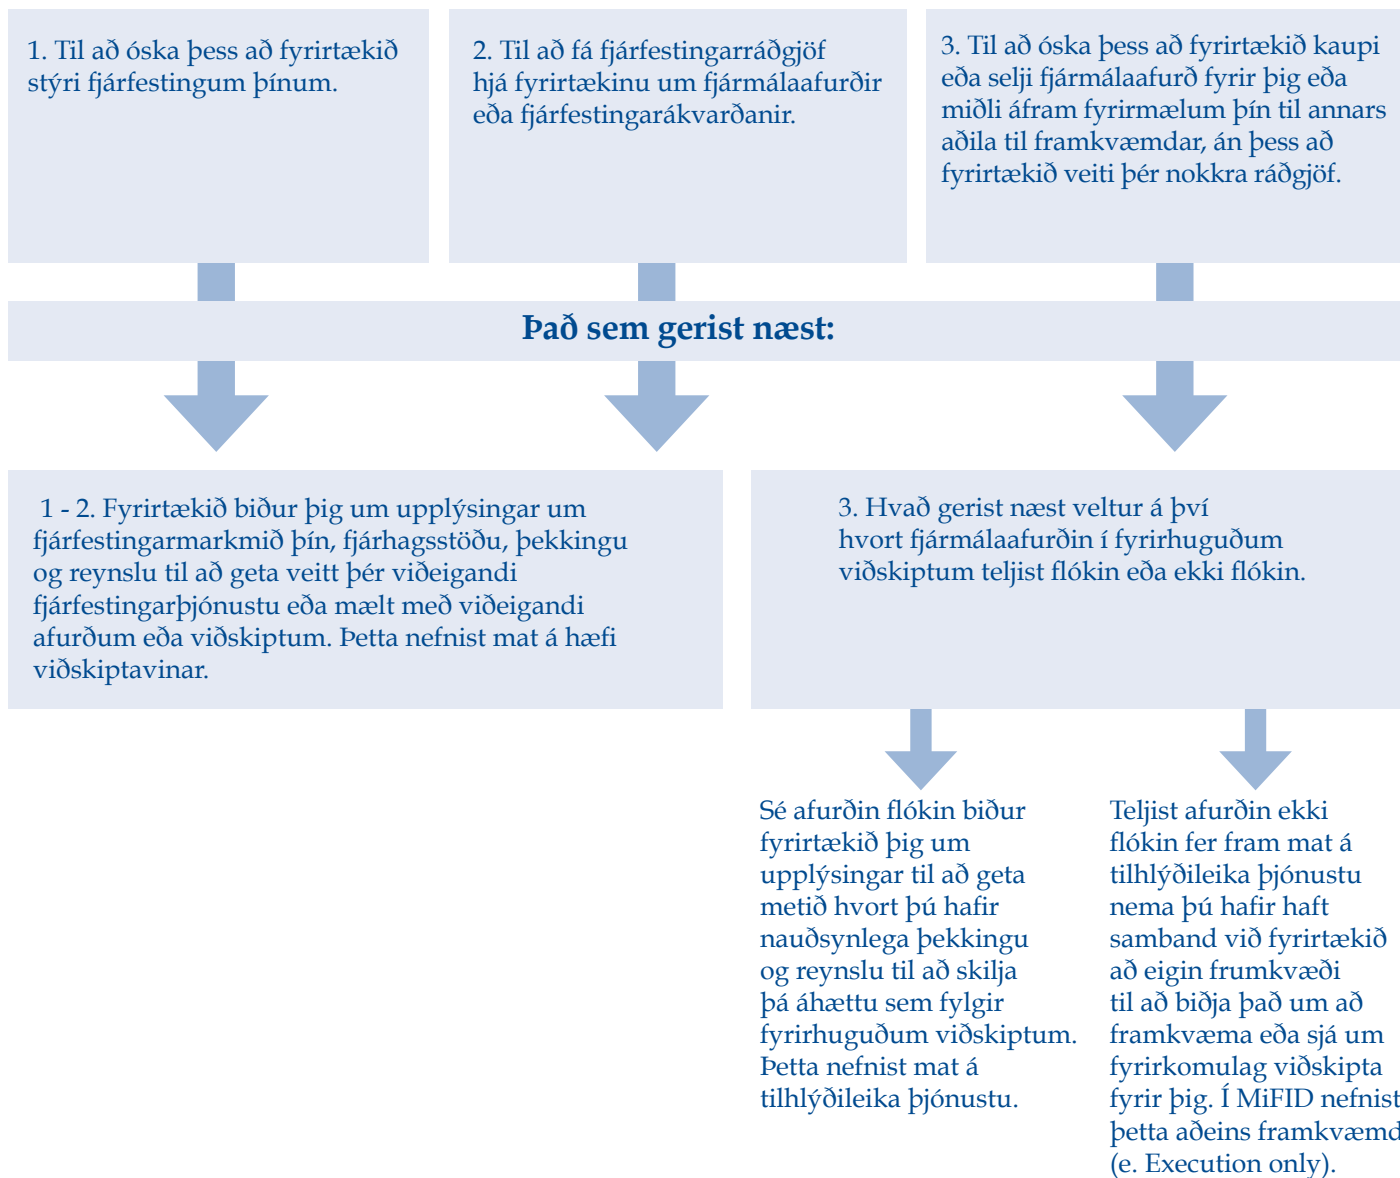 1. Til að óska þess að fyrirtækið
stýri fjárfestingum þínum.
2. Til að fá fjárfestingarráðgjöf
hjá fyrirtækinu um fjármálaafurðir
eða fjárfestingarákvarðanir.
3. Til að óska þess að fyrirtækið kaupi
eða selji fjármálaafurð fyrir þig eða
miðli áfram fyrirmælum þín til annars
aðila til framkvæmdar, án þess að
fyrirtækið veiti þér nokkra ráðgjöf.
Það sem gerist næst:
1 - 2. Fyrirtækið biður þig um upplýsingar um
fjárfestingarmarkmið þín, fjárhagsstöðu, þekkingu
og reynslu til að geta veitt þér viðeigandi
fjárfestingarþjónustu eða mælt með viðeigandi
afurðum eða viðskiptum. Þetta nefnist mat á hæfi
viðskiptavinar.
3. Hvað gerist næst veltur á því
hvort fjármálaafurðin í fyrirhuguðum
viðskiptum teljist flókin eða ekki flókin.
Sé afurðin flókin biður
fyrirtækið þig um
upplýsingar til að geta
metið hvort þú hafir
nauðsynlega þekkingu
og reynslu til að skilja
þá áhættu sem fylgir
fyrirhuguðum viðskiptum.
Þetta nefnist mat á
tilhlýðileika þjónustu.
Teljist afurðin ekki
flókin fer fram mat á
tilhlýðileika þjónustu
nema þú hafir haft
samband við fyrirtækið
að eigin frumkvæði
til að biðja það um að
framkvæma eða sjá um
fyrirkomulag viðskipta
fyrir þig. Í MiFID nefnist
þetta aðeins framkvæmd
(e. Execution only).